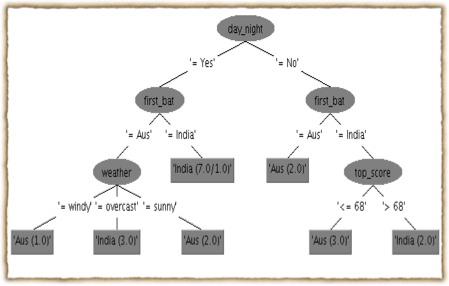 day_night
'= Yes' '= No'
first_bat first_bat
'= Aus' '= India' '= Aus' '= India'
weather 'India (7.0/1.0)' 'Aus (2.0)' top_score
'= windy' '= overcast' '= sunny' '<= 68' '> 68'
'Aus (1.0)' 'India (3.0)' 'Aus (2.0)' 'Aus (3.0)' 'India (2.0)'